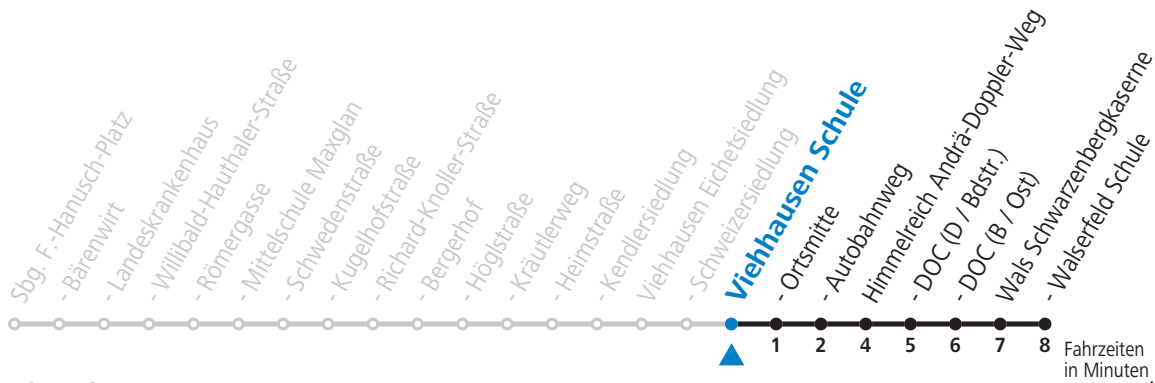 Sbg. F.-Hanusch-Platz
- Bärenwirt
- Landeskrankenhaus
- Willibald-Hauthaler-Straße
- Römergasse
- Mittelschule Maxglan
- Schwedenstraße
- Kugelhofstraße
- Richard-Knoller-Straße
- Bergerhof
- Höglstraße
- Kräutlerweg
- Heimstraße
- Kendlersiedlung
Viehhausen Eichetsiedlung
- Schweizersiedlung
Viehhausen Schule
- Ortsmitte
- Autobahnweg
Himmelreich Andrä-Doppler-Weg
- DOC (D / Bdstr.)
- DOC (B / Ost)
Wals Schwarzenbergkaserne
- Walserfeld Schule
1 2 4 5 6 7 8
Fahrzeiten
in Minuten